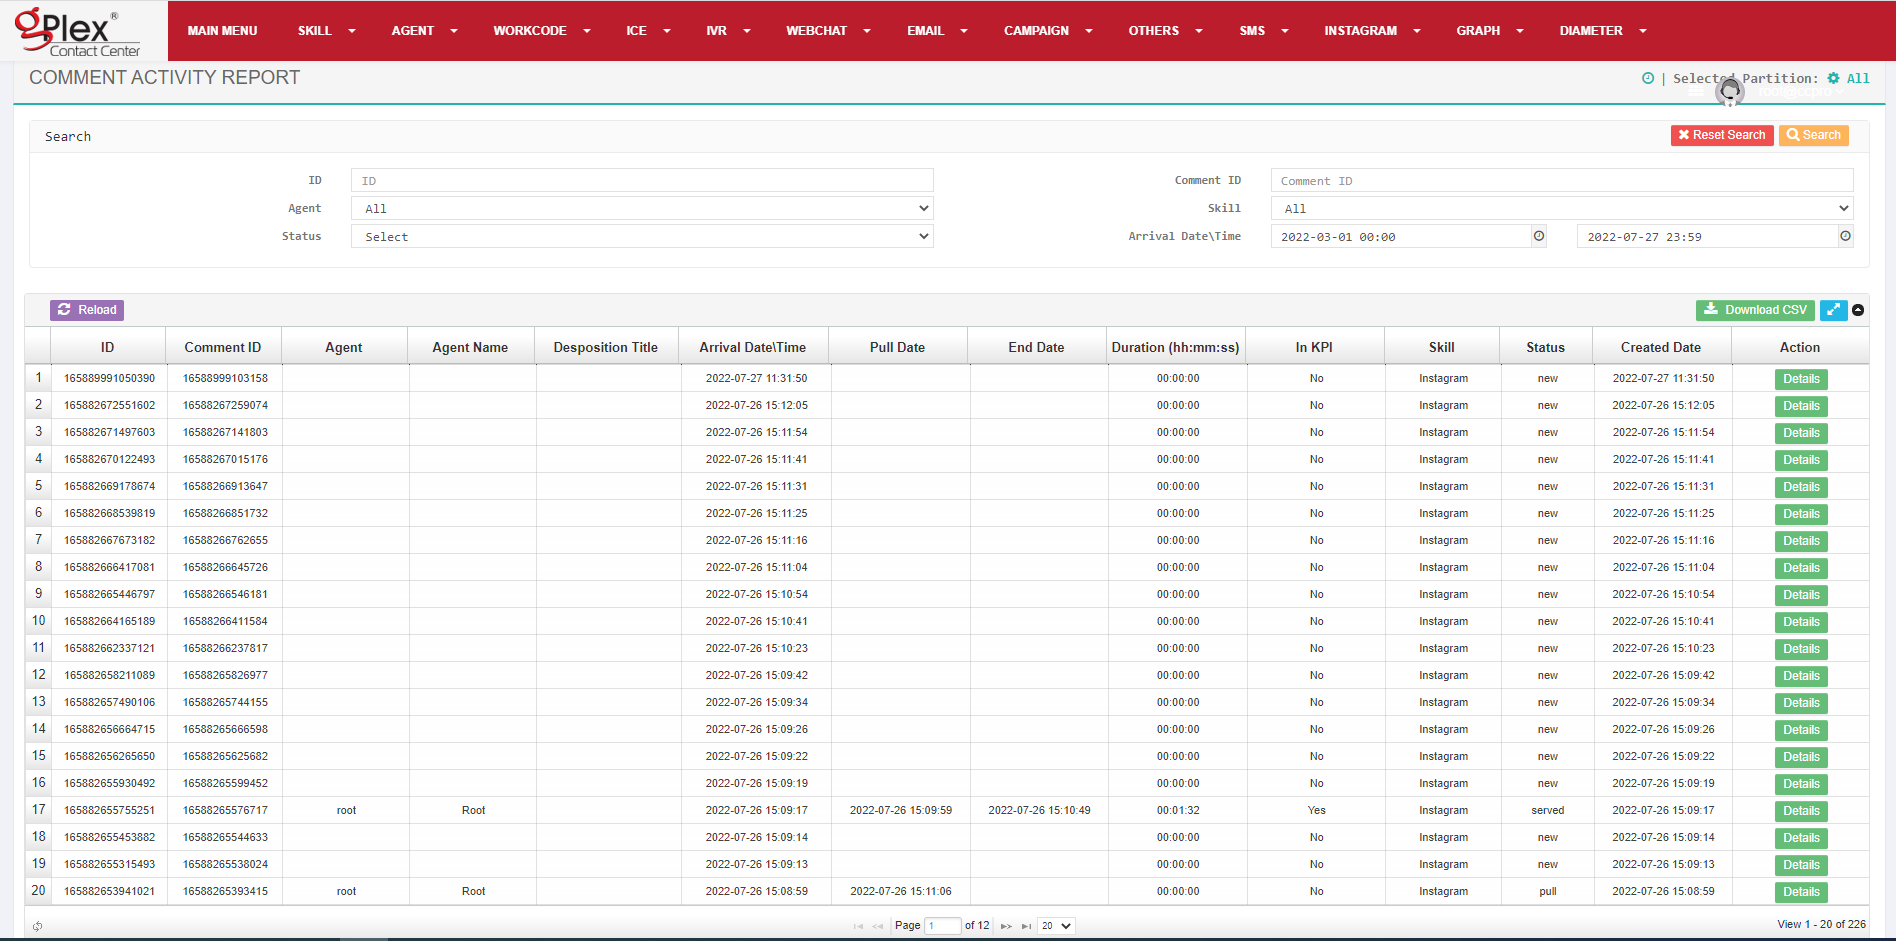 gPlex®
Contact Center
MAIN MENU SKILL AGENT WORKCODE ICE IVR WEBCHAT EMAIL CAMPAIGN OTHERS SMS INSTAGRAM GRAPH DIAMETER
COMMENT ACTIVITY REPORT
| Selected Partition: All
Search
Reset Search Search
ID ID Comment ID Comment ID
Agent All Skill All
Status Select Arrival Date\Time 2022-03-01 00:00 2022-07-27 23:59
Reload Download CSV
ID Comment ID Agent Agent Name Desposition Title Arrival Date\Time Pull Date End Date Duration (hh:mm:ss) In KPI Skill Status Created Date Action
1 165889991050390 16588999103158 2022-07-27 11:31:50 00:00:00 No Instagram new 2022-07-27 11:31:50 Details
2 165882672551602 16588267259074 2022-07-26 15:12:05 00:00:00 No Instagram new 2022-07-26 15:12:05 Details
3 165882671497603 16588267141803 2022-07-26 15:11:54 00:00:00 No Instagram new 2022-07-26 15:11:54 Details
4 165882670122493 16588267015176 2022-07-26 15:11:41 00:00:00 No Instagram new 2022-07-26 15:11:41 Details
5 165882669178674 16588266913647 2022-07-26 15:11:31 00:00:00 No Instagram new 2022-07-26 15:11:31 Details
6 165882668539819 16588266851732 2022-07-26 15:11:25 00:00:00 No Instagram new 2022-07-26 15:11:25 Details
7 165882667673182 16588266762655 2022-07-26 15:11:16 00:00:00 No Instagram new 2022-07-26 15:11:16 Details
8 165882666417081 16588266645726 2022-07-26 15:11:04 00:00:00 No Instagram new 2022-07-26 15:11:04 Details
9 165882665446797 16588266546181 2022-07-26 15:10:54 00:00:00 No Instagram new 2022-07-26 15:10:54 Details
10 165882664165189 16588266411584 2022-07-26 15:10:41 00:00:00 No Instagram new 2022-07-26 15:10:41 Details
11 165882662337121 16588266237817 2022-07-26 15:10:23 00:00:00 No Instagram new 2022-07-26 15:10:23 Details
12 165882658211089 16588265826977 2022-07-26 15:09:42 00:00:00 No Instagram new 2022-07-26 15:09:42 Details
13 165882657490106 16588265744155 2022-07-26 15:09:34 00:00:00 No Instagram new 2022-07-26 15:09:34 Details
14 165882656664715 16588265666598 2022-07-26 15:09:26 00:00:00 No Instagram new 2022-07-26 15:09:26 Details
15 165882656265650 16588265625682 2022-07-26 15:09:22 00:00:00 No Instagram new 2022-07-26 15:09:22 Details
16 165882655930492 16588265599452 2022-07-26 15:09:19 00:00:00 No Instagram new 2022-07-26 15:09:19 Details
17 165882655755251 16588265576717 root Root 2022-07-26 15:09:17 2022-07-26 15:09:59 2022-07-26 15:10:49 00:01:32 Yes Instagram served 2022-07-26 15:09:17 Details
18 165882655453882 16588265544633 2022-07-26 15:09:14 00:00:00 No Instagram new 2022-07-26 15:09:14 Details
19 165882655315493 16588265538024 2022-07-26 15:09:13 00:00:00 No Instagram new 2022-07-26 15:09:13 Details
20 165882653941021 16588265393415 root Root 2022-07-26 15:08:59 2022-07-26 15:11:06 00:00:00 No Instagram pull 2022-07-26 15:08:59 Details
Page 1 of 12 20 View 1 - 20 of 226